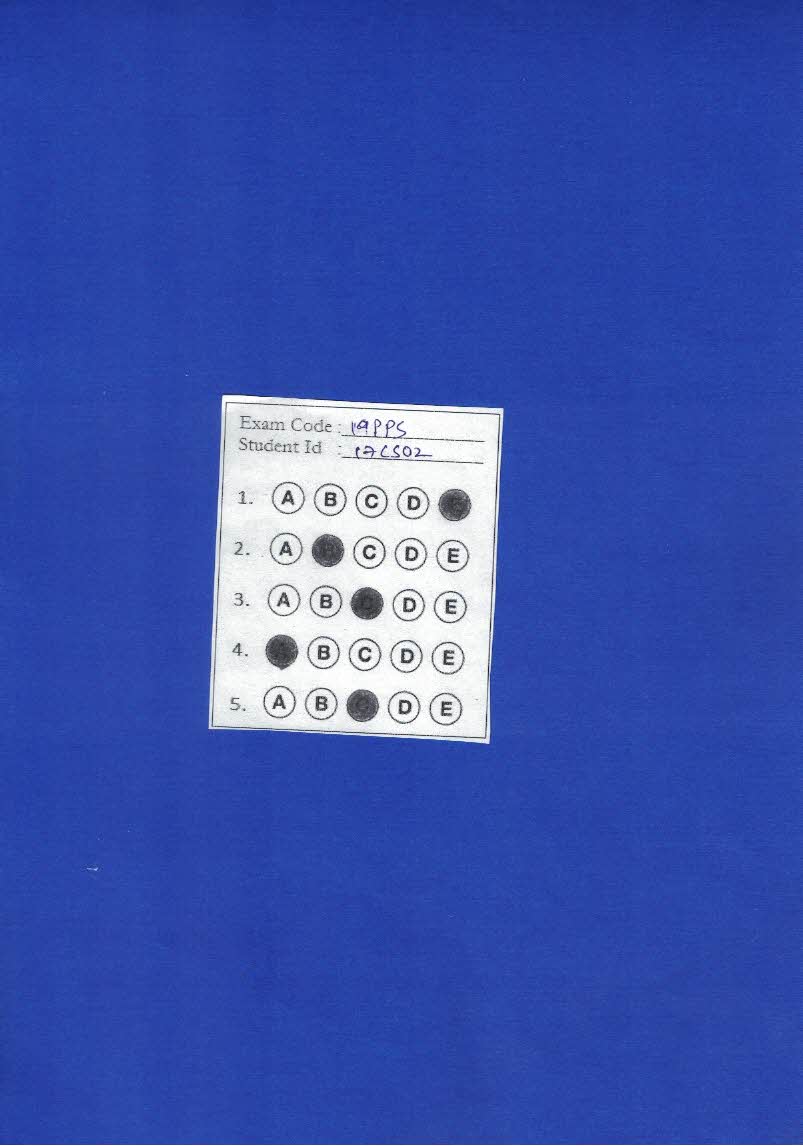 Exam Code : 19PPS
Student Id : 17CS02
1. A B C D E
2. A B C D E
3. A B C D E
4. A B C D E
5. A B C D E